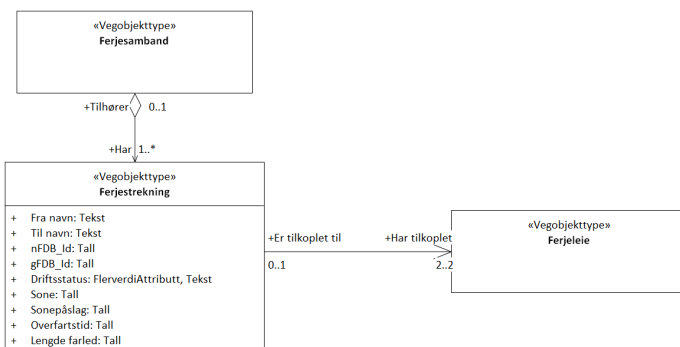 «Vegobjekttype»
Ferjesamband
+Tilhører 0..1
+Har 1..*
«Vegobjekttype»
Ferjestrekning
+ Fra navn: Tekst
+ Til navn: Tekst
+ nFDB_Id: Tall
+ gFDB_Id: Tall
+ Driftsstatus: FlerverdiAttributt, Tekst
+ Sone: Tall
+ Sonepåslag: Tall
+ Overfartstid: Tall
+ Lengde farled: Tall
+Er tilkoplet til +Har tilkoplet
0..1 2..2
«Vegobjekttype»
Ferjeleie